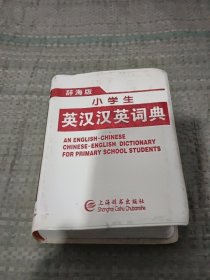 辞海版
小学生
英汉汉英词典
AN ENGLISH-CHINESE
CHINESE-ENGLISH DICTIONARY
FOR PRIMARY SCHOOL STUDENTS
上海辞书出版社
Shanghai Cishu Chubanshe